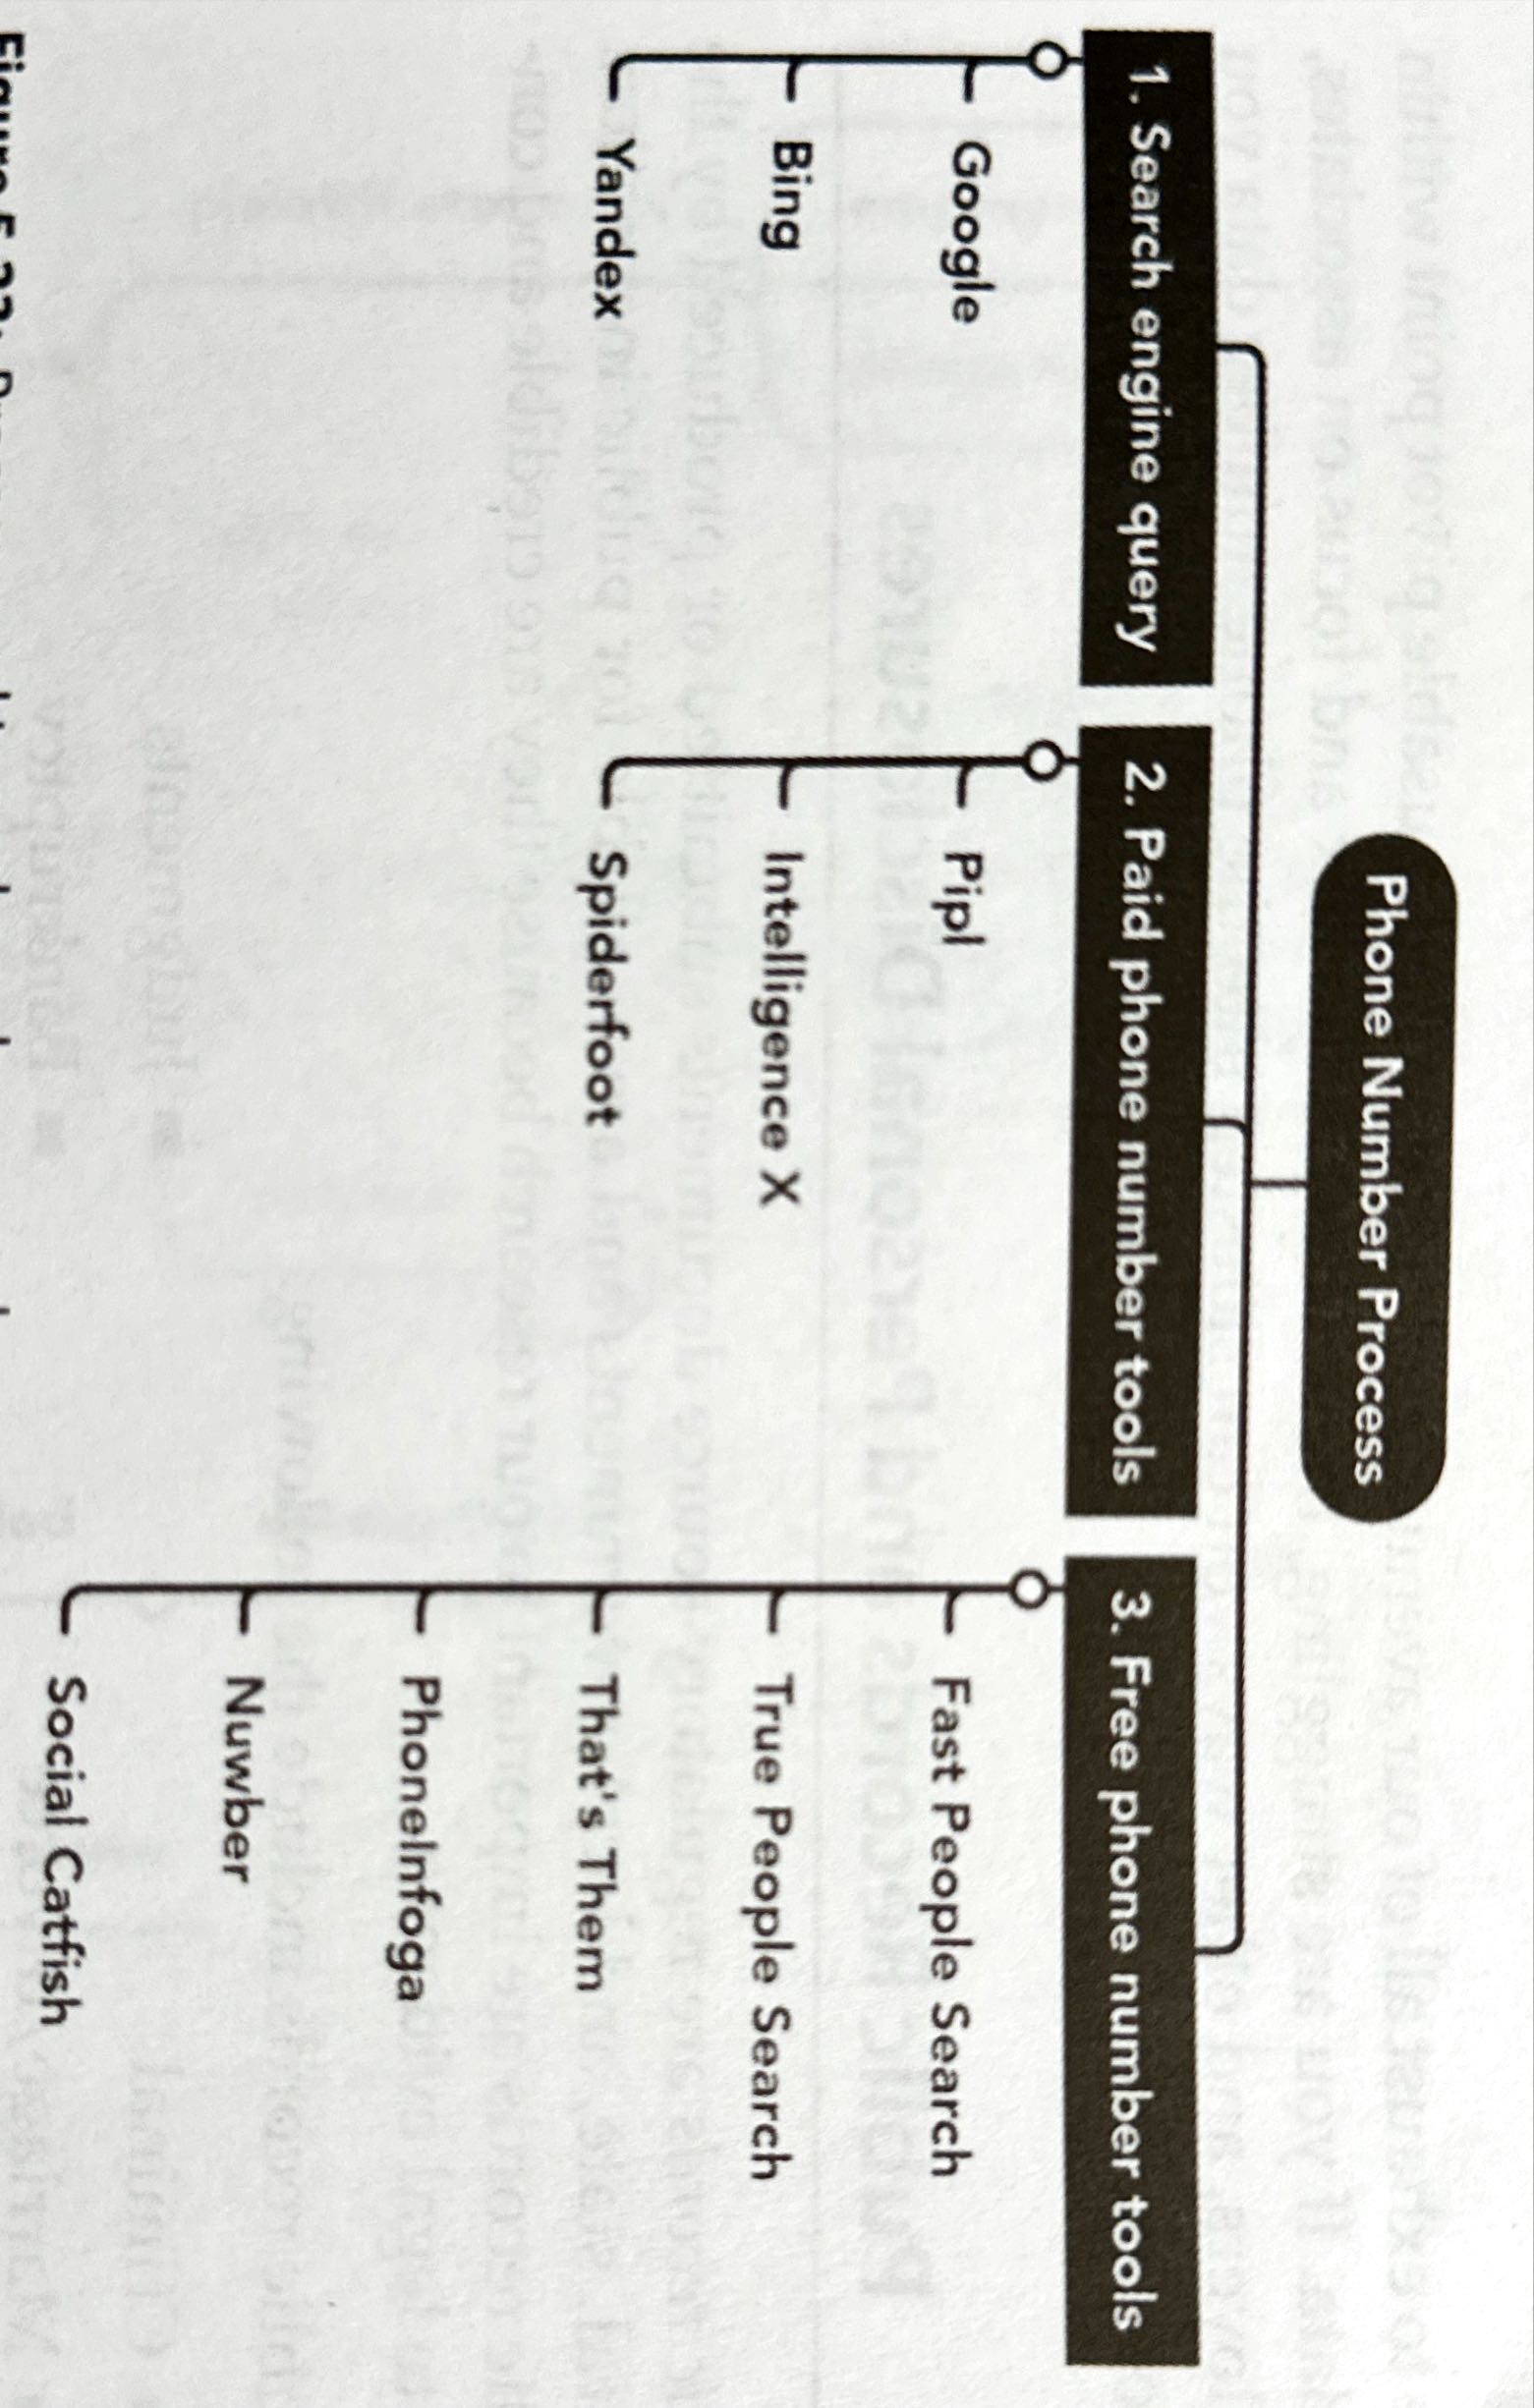 Phone Number Process
1. Search engine query
Google
Bing
Yandex
2. Paid phone number tools
Pipl
Intelligence X
Spiderfoot
3. Free phone number tools
Fast People Search
True People Search
That's Them
PhoneInfoga
Nuwber
Social Catfish